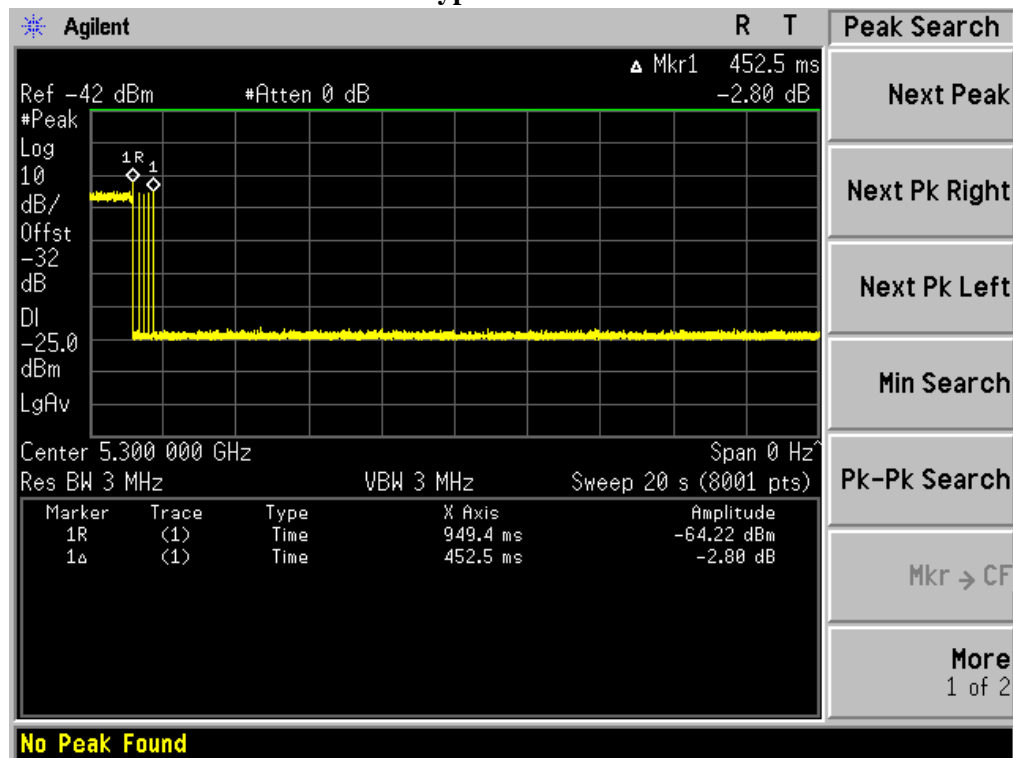 Agilent R T Peak Search
▵ Mkr1 452.5 ms
Ref -42 dBm #Atten 0 dB -2.80 dB
#Peak
Log
10
dB/
Offst
-32
dB
DI
-25.0
dBm
LgAv
1R
1
Center 5.300 000 GHz Span 0 Hz^
Res BW 3 MHz VBW 3 MHz Sweep 20 s (8001 pts)
Marker Trace Type X Axis Amplitude
1R (1) Time 949.4 ms -64.22 dBm
1▵ (1) Time 452.5 ms -2.80 dB
Next Peak
Next Pk Right
Next Pk Left
Min Search
Pk-Pk Search
Mkr → CF
More
1 of 2
No Peak Found